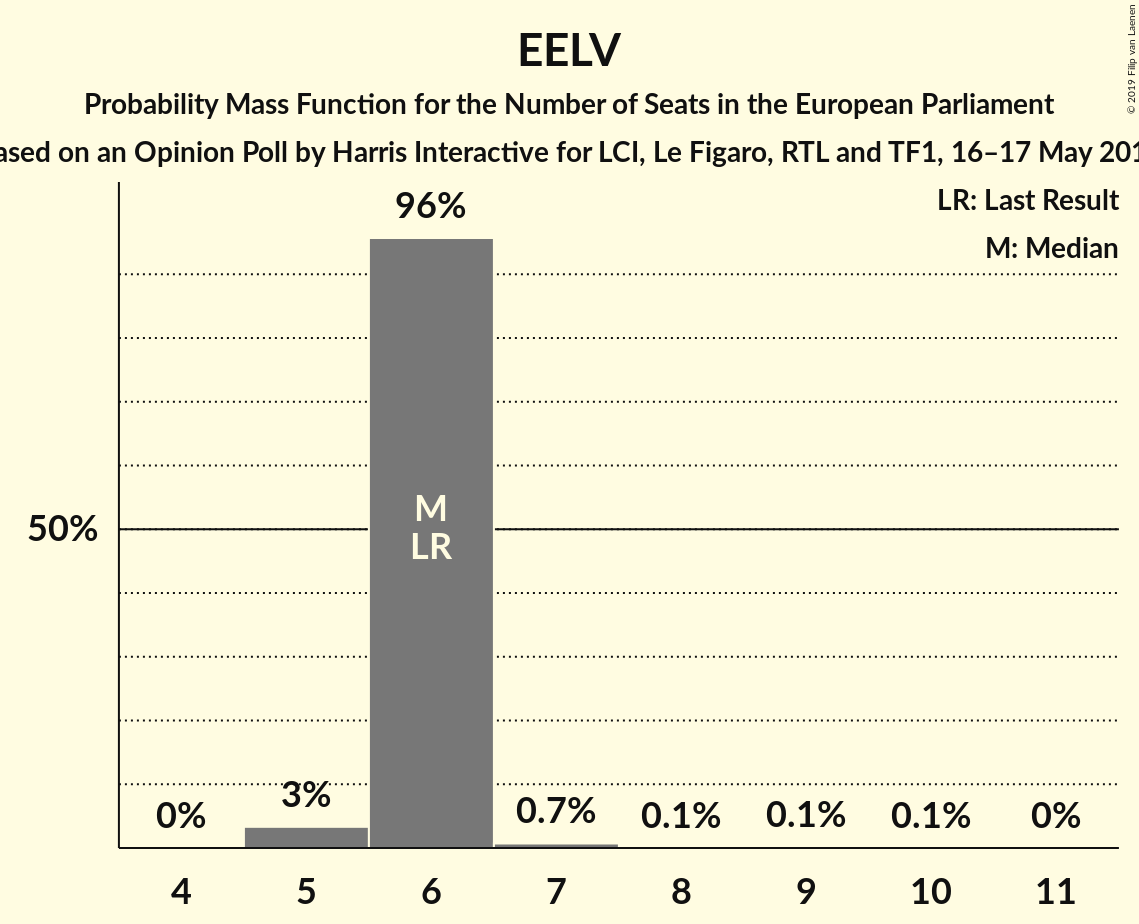 EELV
Probability Mass Function for the Number of Seats in the European Parliament
ased on an Opinion Poll by Harris Interactive for LCI, Le Figaro, RTL and TF1, 16–17 May 201
© 2019 Filip van Laenen
LR: Last Result
M: Median
96%
50%
M
LR
0%
3%
0.7%
0.1%
0.1%
0.1%
0%
4
5
6
7
8
9
10
11